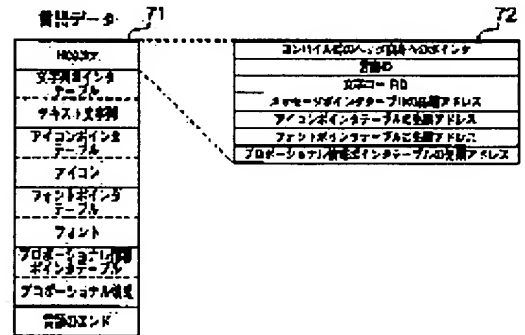 言語データ
71
72
Header
文字列ポインタ
テーブル
テキスト文字列
アイコンポインタ
テーブル
アイコン
フォントポインタ
テーブル
フォント
プロポーショナル情報
ポインタテーブル
プロポーショナル情報
言語IDエンド
コンパイル時のヘッダ自身へのポインタ
言語ID
文字コードID
メッセージポインタテーブルの先頭アドレス
アイコンポインタテーブルの先頭アドレス
フォントポインタテーブルの先頭アドレス
プロポーショナル情報ポインタテーブルの先頭アドレス